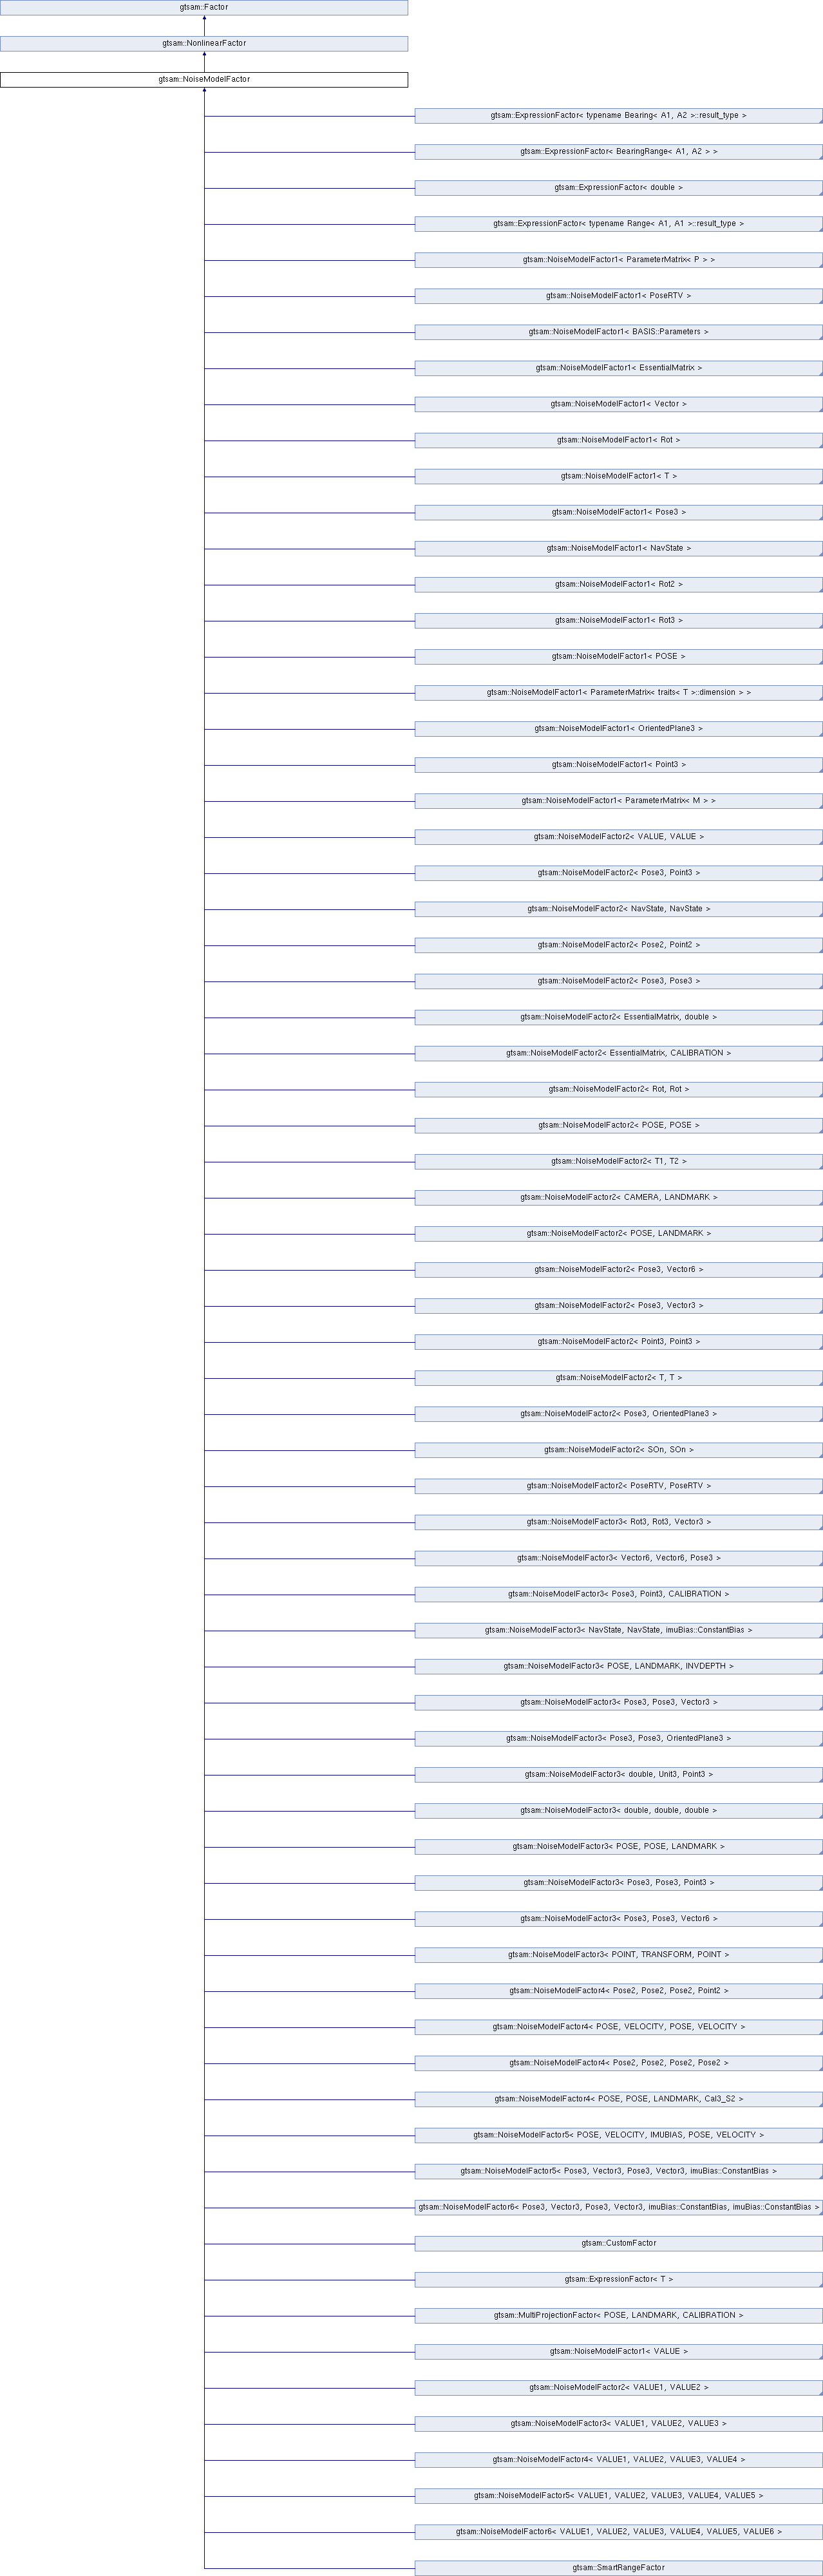 gtsam::Factor
gtsam::NonlinearFactor
gtsam::NoiseModelFactor
gtsam::ExpressionFactor< typename Bearing< A1, A2 >::result_type >
gtsam::ExpressionFactor< BearingRange< A1, A2 > >
gtsam::ExpressionFactor< double >
gtsam::ExpressionFactor< typename Range< A1, A1 >::result_type >
gtsam::NoiseModelFactor1< ParameterMatrix< P > >
gtsam::NoiseModelFactor1< PoseRTV >
gtsam::NoiseModelFactor1< BASIS::Parameters >
gtsam::NoiseModelFactor1< EssentialMatrix >
gtsam::NoiseModelFactor1< Vector >
gtsam::NoiseModelFactor1< Rot >
gtsam::NoiseModelFactor1< T >
gtsam::NoiseModelFactor1< Pose3 >
gtsam::NoiseModelFactor1< NavState >
gtsam::NoiseModelFactor1< Rot2 >
gtsam::NoiseModelFactor1< Rot3 >
gtsam::NoiseModelFactor1< POSE >
gtsam::NoiseModelFactor1< ParameterMatrix< traits< T >::dimension > >
gtsam::NoiseModelFactor1< OrientedPlane3 >
gtsam::NoiseModelFactor1< Point3 >
gtsam::NoiseModelFactor1< ParameterMatrix< M > >
gtsam::NoiseModelFactor2< VALUE, VALUE >
gtsam::NoiseModelFactor2< Pose3, Point3 >
gtsam::NoiseModelFactor2< NavState, NavState >
gtsam::NoiseModelFactor2< Pose2, Point2 >
gtsam::NoiseModelFactor2< Pose3, Pose3 >
gtsam::NoiseModelFactor2< EssentialMatrix, double >
gtsam::NoiseModelFactor2< EssentialMatrix, CALIBRATION >
gtsam::NoiseModelFactor2< Rot, Rot >
gtsam::NoiseModelFactor2< POSE, POSE >
gtsam::NoiseModelFactor2< T1, T2 >
gtsam::NoiseModelFactor2< CAMERA, LANDMARK >
gtsam::NoiseModelFactor2< POSE, LANDMARK >
gtsam::NoiseModelFactor2< Pose3, Vector6 >
gtsam::NoiseModelFactor2< Pose3, Vector3 >
gtsam::NoiseModelFactor2< Point3, Point3 >
gtsam::NoiseModelFactor2< T, T >
gtsam::NoiseModelFactor2< Pose3, OrientedPlane3 >
gtsam::NoiseModelFactor2< SOn, SOn >
gtsam::NoiseModelFactor2< PoseRTV, PoseRTV >
gtsam::NoiseModelFactor3< Rot3, Rot3, Vector3 >
gtsam::NoiseModelFactor3< Vector6, Vector6, Pose3 >
gtsam::NoiseModelFactor3< Pose3, Point3, CALIBRATION >
gtsam::NoiseModelFactor3< NavState, NavState, imuBias::ConstantBias >
gtsam::NoiseModelFactor3< POSE, LANDMARK, INVDEPTH >
gtsam::NoiseModelFactor3< Pose3, Pose3, Vector3 >
gtsam::NoiseModelFactor3< Pose3, Pose3, OrientedPlane3 >
gtsam::NoiseModelFactor3< double, Unit3, Point3 >
gtsam::NoiseModelFactor3< double, double, double >
gtsam::NoiseModelFactor3< POSE, POSE, LANDMARK >
gtsam::NoiseModelFactor3< Pose3, Pose3, Point3 >
gtsam::NoiseModelFactor3< Pose3, Pose3, Vector6 >
gtsam::NoiseModelFactor3< POINT, TRANSFORM, POINT >
gtsam::NoiseModelFactor4< Pose2, Pose2, Pose2, Point2 >
gtsam::NoiseModelFactor4< POSE, VELOCITY, POSE, VELOCITY >
gtsam::NoiseModelFactor4< Pose2, Pose2, Pose2, Pose2 >
gtsam::NoiseModelFactor4< POSE, POSE, LANDMARK, Cal3_S2 >
gtsam::NoiseModelFactor5< POSE, VELOCITY, IMUBIAS, POSE, VELOCITY >
gtsam::NoiseModelFactor5< Pose3, Vector3, Pose3, Vector3, imuBias::ConstantBias >
gtsam::NoiseModelFactor6< Pose3, Vector3, Pose3, Vector3, imuBias::ConstantBias, imuBias::ConstantBias >
gtsam::CustomFactor
gtsam::ExpressionFactor< T >
gtsam::MultiProjectionFactor< POSE, LANDMARK, CALIBRATION >
gtsam::NoiseModelFactor1< VALUE >
gtsam::NoiseModelFactor2< VALUE1, VALUE2 >
gtsam::NoiseModelFactor3< VALUE1, VALUE2, VALUE3 >
gtsam::NoiseModelFactor4< VALUE1, VALUE2, VALUE3, VALUE4 >
gtsam::NoiseModelFactor5< VALUE1, VALUE2, VALUE3, VALUE4, VALUE5 >
gtsam::NoiseModelFactor6< VALUE1, VALUE2, VALUE3, VALUE4, VALUE5, VALUE6 >
gtsam::SmartRangeFactor